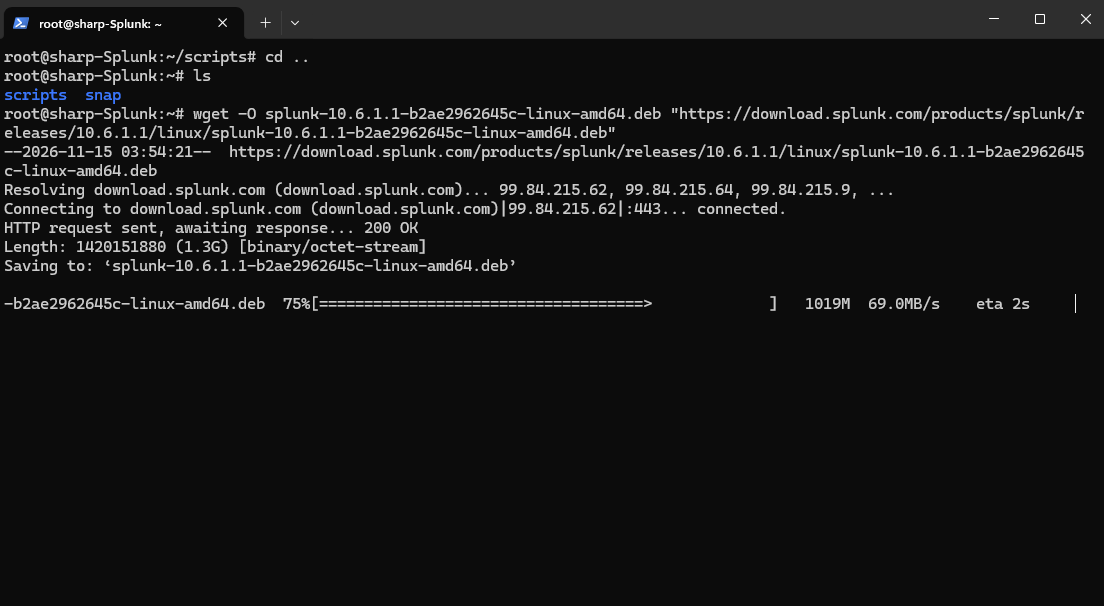 root@sharp-Splunk: ~
root@sharp-Splunk:~/scripts# cd ..
root@sharp-Splunk:~# ls
scripts  snap
root@sharp-Splunk:~# wget -O splunk-10.6.1.1-b2ae2962645c-linux-amd64.deb "https://download.splunk.com/products/splunk/r
eleases/10.6.1.1/linux/splunk-10.6.1.1-b2ae2962645c-linux-amd64.deb"
--2026-11-15 03:54:21--  https://download.splunk.com/products/splunk/releases/10.6.1.1/linux/splunk-10.6.1.1-b2ae2962645
c-linux-amd64.deb
Resolving download.splunk.com (download.splunk.com)... 99.84.215.62, 99.84.215.64, 99.84.215.9, ...
Connecting to download.splunk.com (download.splunk.com)|99.84.215.62|:443... connected.
HTTP request sent, awaiting response... 200 OK
Length: 1420151880 (1.3G) [binary/octet-stream]
Saving to: ‘splunk-10.6.1.1-b2ae2962645c-linux-amd64.deb’
-b2ae2962645c-linux-amd64.deb  75%[====================================>             ]   1019M  69.0MB/s    eta 2s